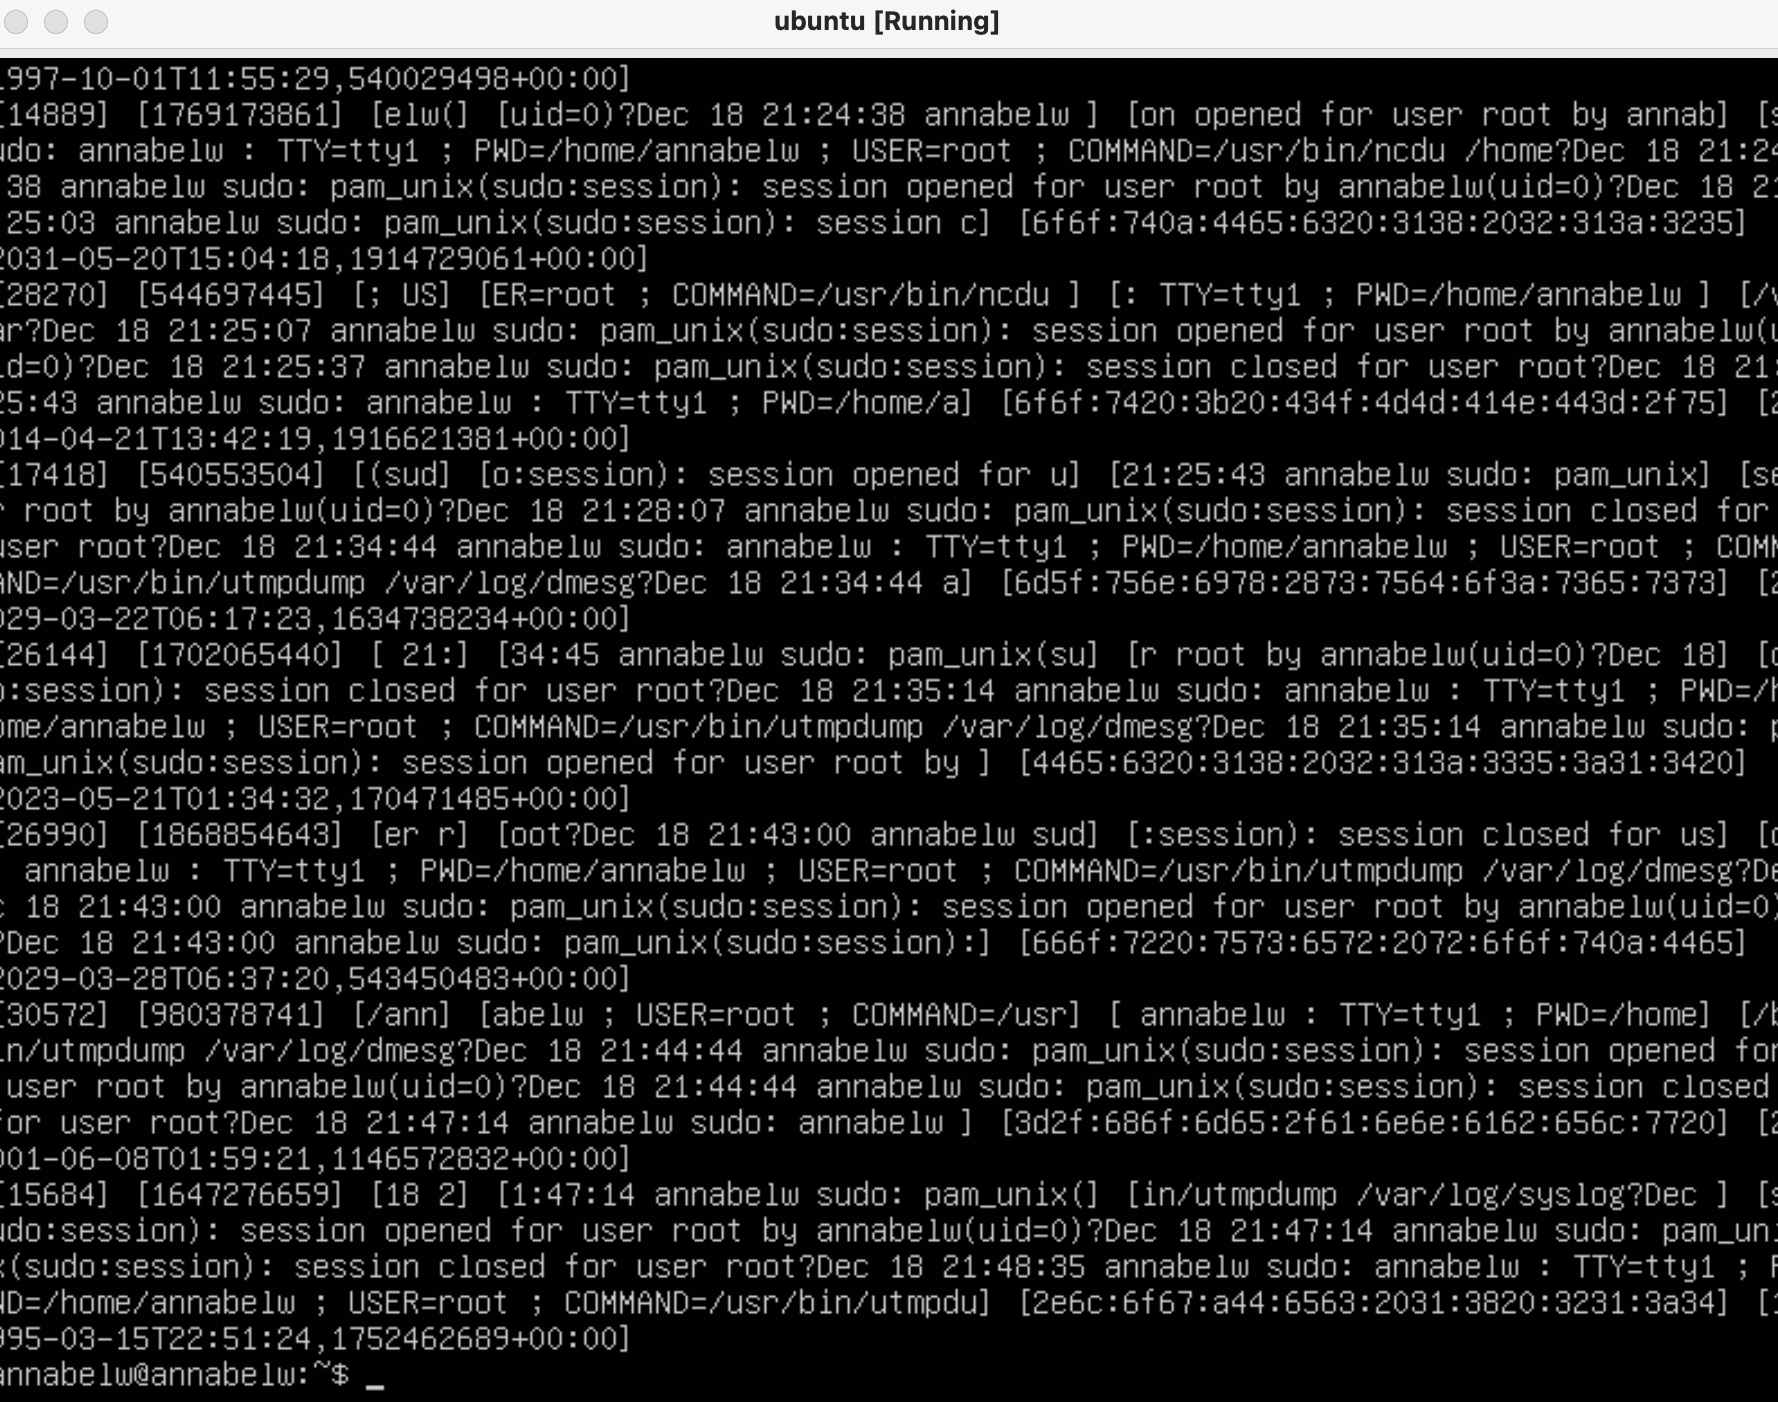 ubuntu [Running]
997-10-01T11:55:29,540029498+00:00]
[14889] [1769173861] [elw(] [uid=0)?Dec 18 21:24:38 annabelw ] [on opened for user root by annab] [s
udo: annabelw : TTY=tty1 ; PWD=/home/annabelw ; USER=root ; COMMAND=/usr/bin/ncdu /home?Dec 18 21:24
:38 annabelw sudo: pam_unix(sudo:session): session opened for user root by annabelw(uid=0)?Dec 18 21
:25:03 annabelw sudo: pam_unix(sudo:session): session c] [6f6f:740a:4465:6320:3138:2032:313a:3235]
2031-05-20T15:04:18,1914729061+00:00]
[28270] [544697445] [; US] [ER=root ; COMMAND=/usr/bin/ncdu ] [: TTY=tty1 ; PWD=/home/annabelw ] [/v
ar?Dec 18 21:25:07 annabelw sudo: pam_unix(sudo:session): session opened for user root by annabelw(u
id=0)?Dec 18 21:25:37 annabelw sudo: pam_unix(sudo:session): session closed for user root?Dec 18 21:
25:43 annabelw sudo: annabelw : TTY=tty1 ; PWD=/home/a] [6f6f:7420:3b20:434f:4d4d:414e:443d:2f75] [2
014-04-21T13:42:19,1916621381+00:00]
[17418] [540553504] [(sud] [o:session): session opened for u] [21:25:43 annabelw sudo: pam_unix] [se
r root by annabelw(uid=0)?Dec 18 21:28:07 annabelw sudo: pam_unix(sudo:session): session closed for
user root?Dec 18 21:34:44 annabelw sudo: annabelw : TTY=tty1 ; PWD=/home/annabelw ; USER=root ; COMM
AND=/usr/bin/utmpdump /var/log/dmesg?Dec 18 21:34:44 a] [6d5f:756e:6978:2873:7564:6f3a:7365:7373] [2
029-03-22T06:17:23,1634738234+00:00]
[26144] [1702065440] [ 21:] [34:45 annabelw sudo: pam_unix(su] [r root by annabelw(uid=0)?Dec 18] [d
o:session): session closed for user root?Dec 18 21:35:14 annabelw sudo: annabelw : TTY=tty1 ; PWD=/h
ome/annabelw ; USER=root ; COMMAND=/usr/bin/utmpdump /var/log/dmesg?Dec 18 21:35:14 annabelw sudo: p
am_unix(sudo:session): session opened for user root by ] [4465:6320:3138:2032:313a:3335:3a31:3420]
2023-05-21T01:34:32,170471485+00:00]
[26990] [1868854643] [er r] [oot?Dec 18 21:43:00 annabelw sud] [:session): session closed for us] [o
annabelw : TTY=tty1 ; PWD=/home/annabelw ; USER=root ; COMMAND=/usr/bin/utmpdump /var/log/dmesg?De
c 18 21:43:00 annabelw sudo: pam_unix(sudo:session): session opened for user root by annabelw(uid=0)
?Dec 18 21:43:00 annabelw sudo: pam_unix(sudo:session):] [666f:7220:7573:6572:2072:6f6f:740a:4465]
2029-03-28T06:37:20,543450483+00:00]
[30572] [980378741] [/ann] [abelw ; USER=root ; COMMAND=/usr] [ annabelw : TTY=tty1 ; PWD=/home] [/b
in/utmpdump /var/log/dmesg?Dec 18 21:44:44 annabelw sudo: pam_unix(sudo:session): session opened for
user root by annabelw(uid=0)?Dec 18 21:44:44 annabelw sudo: pam_unix(sudo:session): session closed
for user root?Dec 18 21:47:14 annabelw sudo: annabelw ] [3d2f:686f:6d65:2f61:6e6e:6162:656c:7720] [2
001-06-08T01:59:21,1146572832+00:00]
[15684] [1647276659] [18 2] [1:47:14 annabelw sudo: pam_unix(] [in/utmpdump /var/log/syslog?Dec ] [s
udo:session): session opened for user root by annabelw(uid=0)?Dec 18 21:47:14 annabelw sudo: pam_uni
x(sudo:session): session closed for user root?Dec 18 21:48:35 annabelw sudo: annabelw : TTY=tty1 ; P
WD=/home/annabelw ; USER=root ; COMMAND=/usr/bin/utmpdu] [2e6c:6f67:a44:6563:2031:3820:3231:3a34] [1
995-03-15T22:51:24,1752462689+00:00]
annabelw@annabelw:~$ _